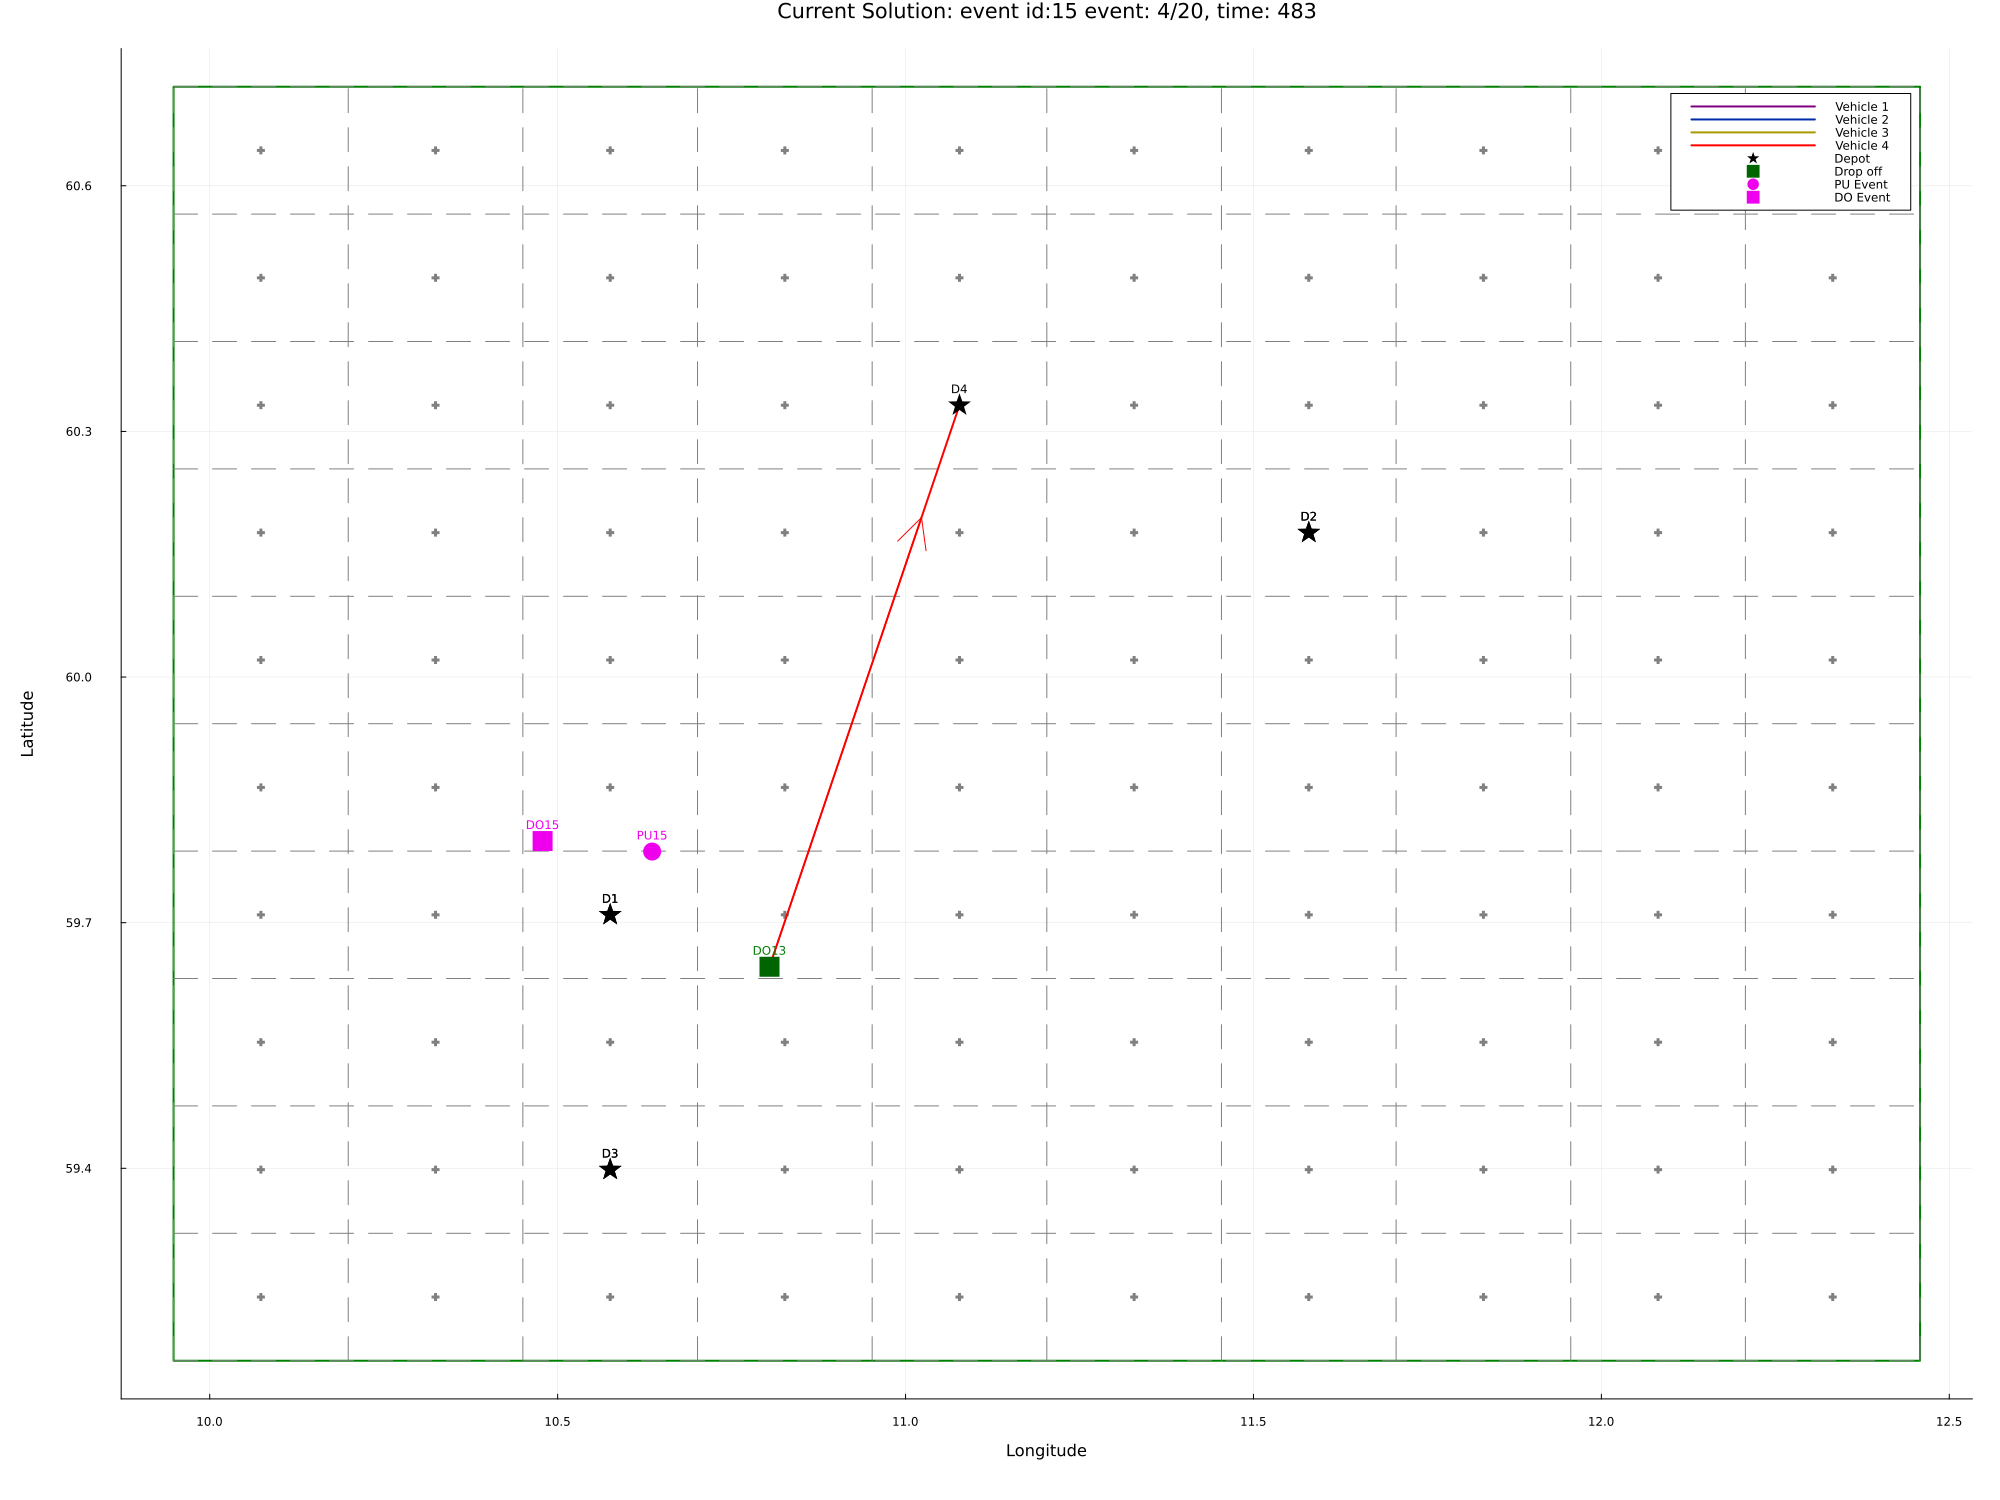 Current Solution: event id:15 event: 4/20, time: 483
Vehicle 1
Vehicle 2
Vehicle 3
Vehicle 4
Depot
Drop off
PU Event
DO Event
60.6
D4
60.3
D2
60.0
Latitude
DO15
PU15
D1
59.7
DO13
D3
59.4
10.0
10.5
11.0
11.5
12.0
12.5
Longitude